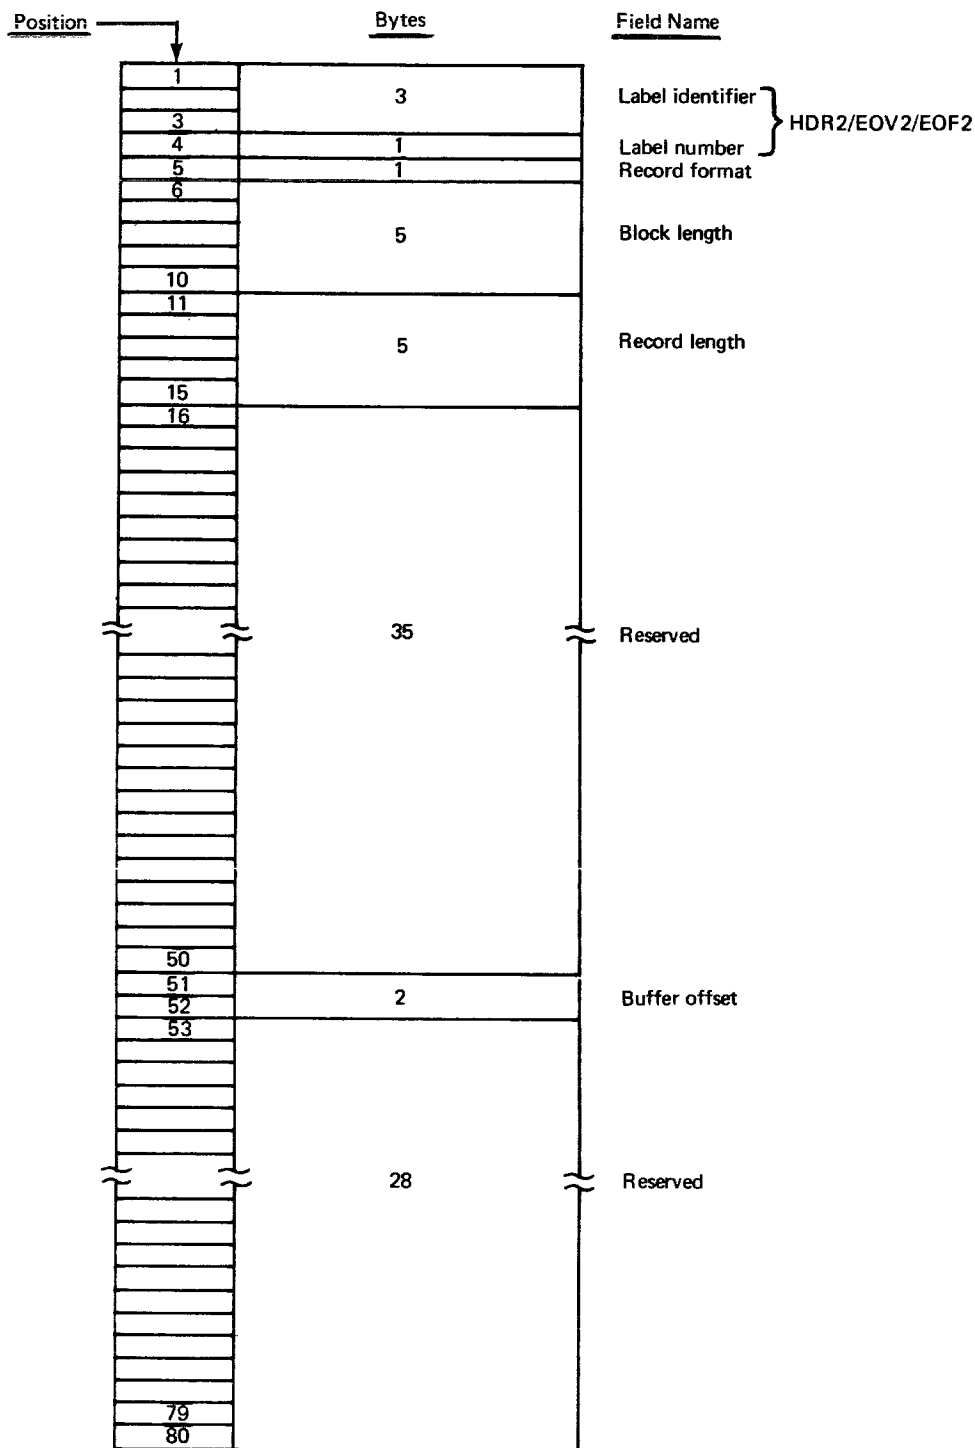 Position Bytes Field Name
1
3 Label identifier
HDR2/EOV2/EOF2
3
4 1 Label number
5 1 Record format
6
5 Block length
10
11
5 Record length
15
16
35 Reserved
50
51
2 Buffer offset
52
53
28 Reserved
79
80